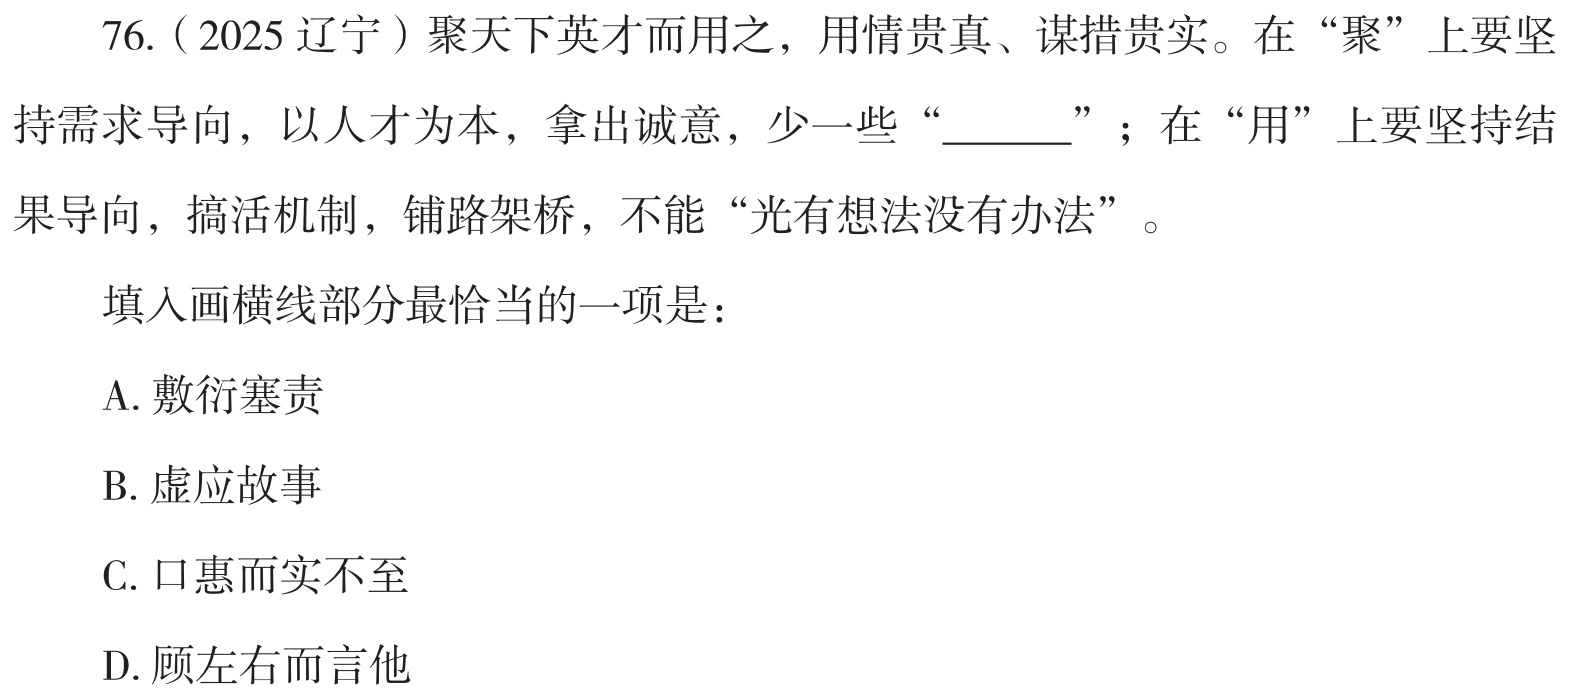 76.（2025 辽宁）聚天下英才而用之，用情贵真、谋措贵实。在“聚”上要坚
持需求导向，以人才为本，拿出诚意，少一些“______”；在“用”上要坚持结
果导向，搞活机制，铺路架桥，不能“光有想法没有办法”。
填入画横线部分最恰当的一项是：
A. 敷衍塞责
B. 虚应故事
C. 口惠而实不至
D. 顾左右而言他